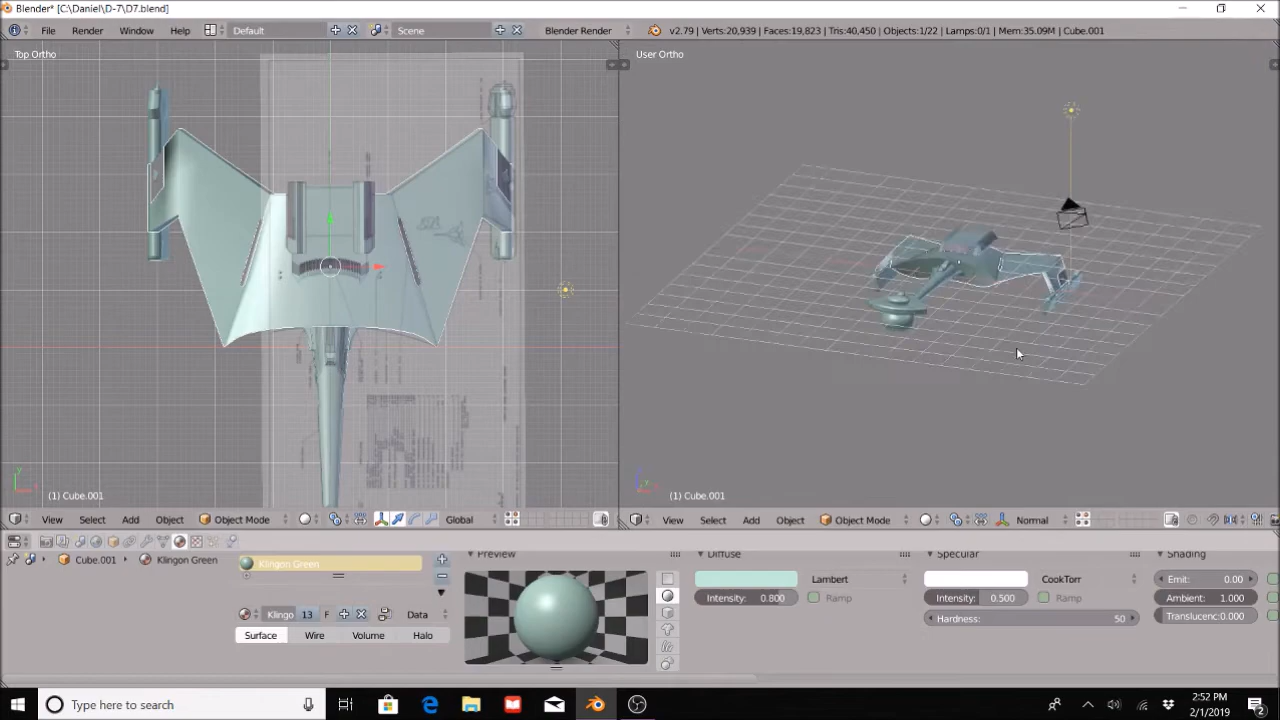 Blender* [C:\Daniel\D-7\D7.blend]
File Render Window Help Default Scene Blender Render v2.79 | Verts:20,939 | Faces:19,823 | Tris:40,450 | Objects:1/22 | Lamps:0/1 | Mem:35.09M | Cube.001
Top Ortho
User Ortho
(1) Cube.001
(1) Cube.001
View Select Add Object Object Mode Global
View Select Add Object Object Mode Normal
Cube.001 Klingon Green
Klingon Green
Klingo 13 F Data
Surface Wire Volume Halo
Preview
Diffuse
Lambert
Intensity: 0.800 Ramp
Specular
CookTorr
Intensity: 0.500 Ramp
Hardness: 50
Shading
Emit: 0.00
Ambient: 1.000
Translucenc:0.000
Type here to search
2:52 PM
2/1/2019
2